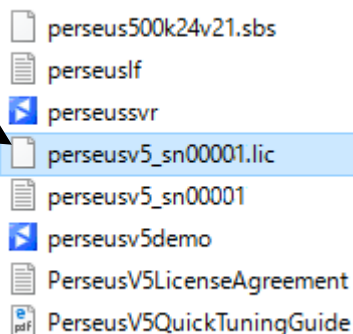 perseus500k24v21.sbs
perseuslf
perseussvr
perseusv5_sn00001.lic
perseusv5_sn00001
perseusv5demo
PerseusV5LicenseAgreement
PerseusV5QuickTuningGuide